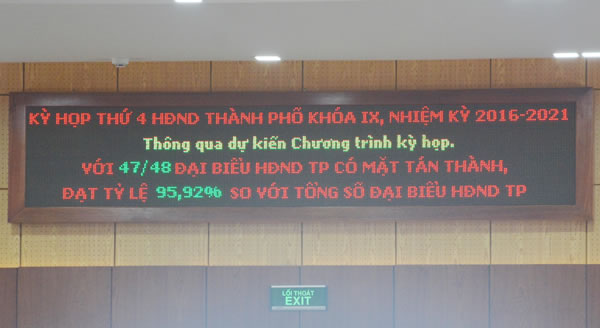 KỲ HỌP THỨ 4 HĐND THÀNH PHỐ KHÓA IX, NHIỆM KỲ 2016-2021
Thông qua dự kiến Chương trình kỳ họp.
VỚI 47/48 ĐẠI BIỂU HĐND TP CÓ MẶT TÁN THÀNH,
ĐẠT TỶ LỆ 95,92% SO VỚI TỔNG SỐ ĐẠI BIỂU HĐND TP
LỐI THOÁT
EXIT